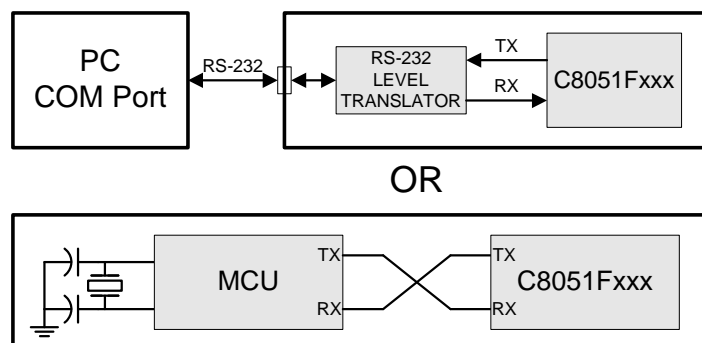 PC
COM Port
RS-232
RS-232
LEVEL
TRANSLATOR
TX
RX
C8051Fxxx
OR
MCU
TX
RX
TX
RX
C8051Fxxx